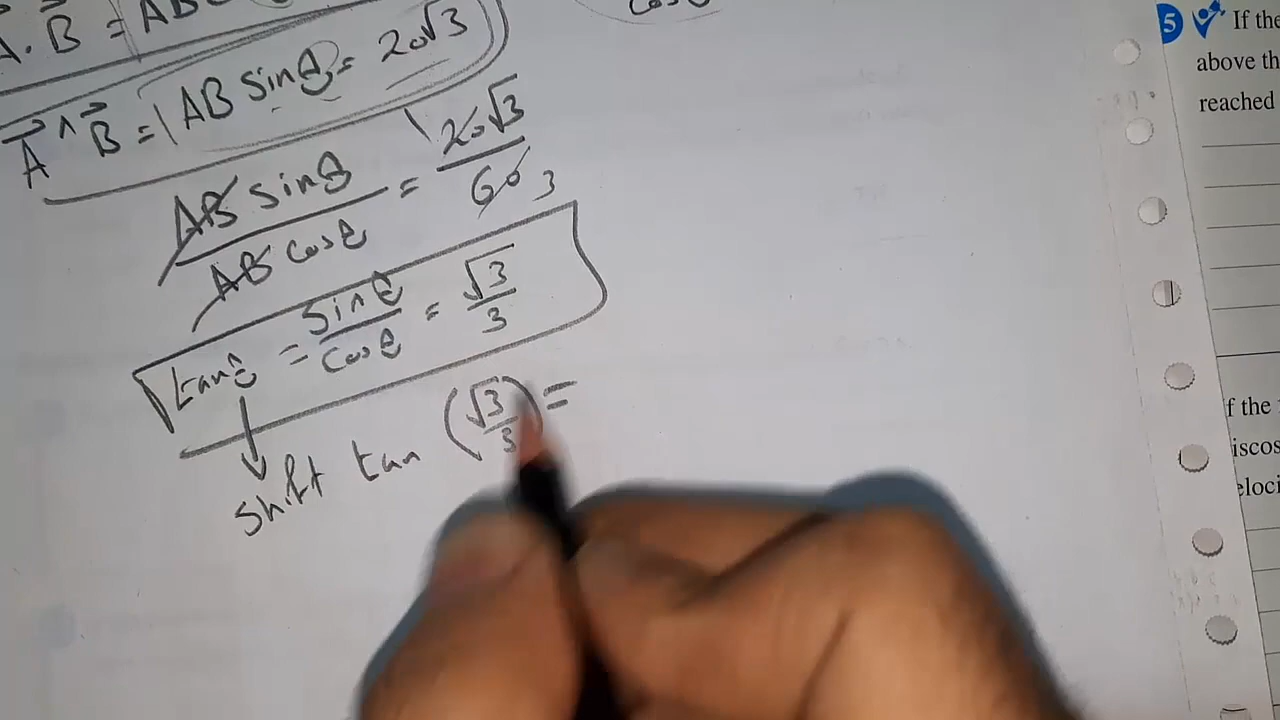 A · B = AB
A ^ B = | AB sinθ = 20√3
AB sinθ / AB cosθ = 20√3 / 60 3
tanθ = sinθ / cosθ = √3 / 3
Shift tan (√3 / 3) =
5 If the
above th
reached
f the
iscos
eloci